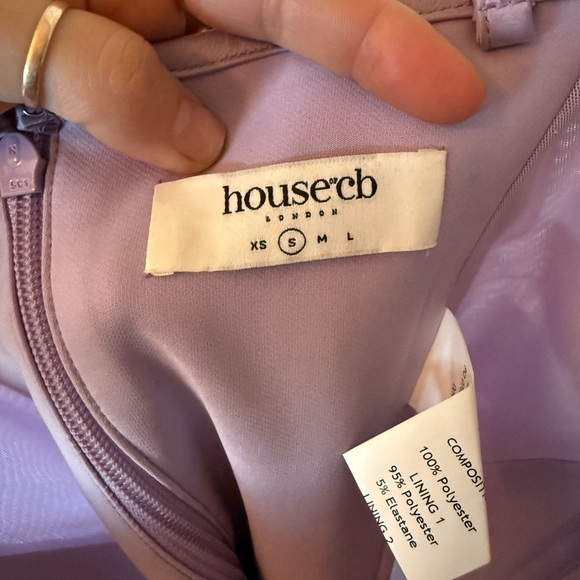 house OF cb
LONDON
XS S M L
COMPOSITI
100% Polyester
LINING 1
95% Polyester
5% Elastane
LINING 2